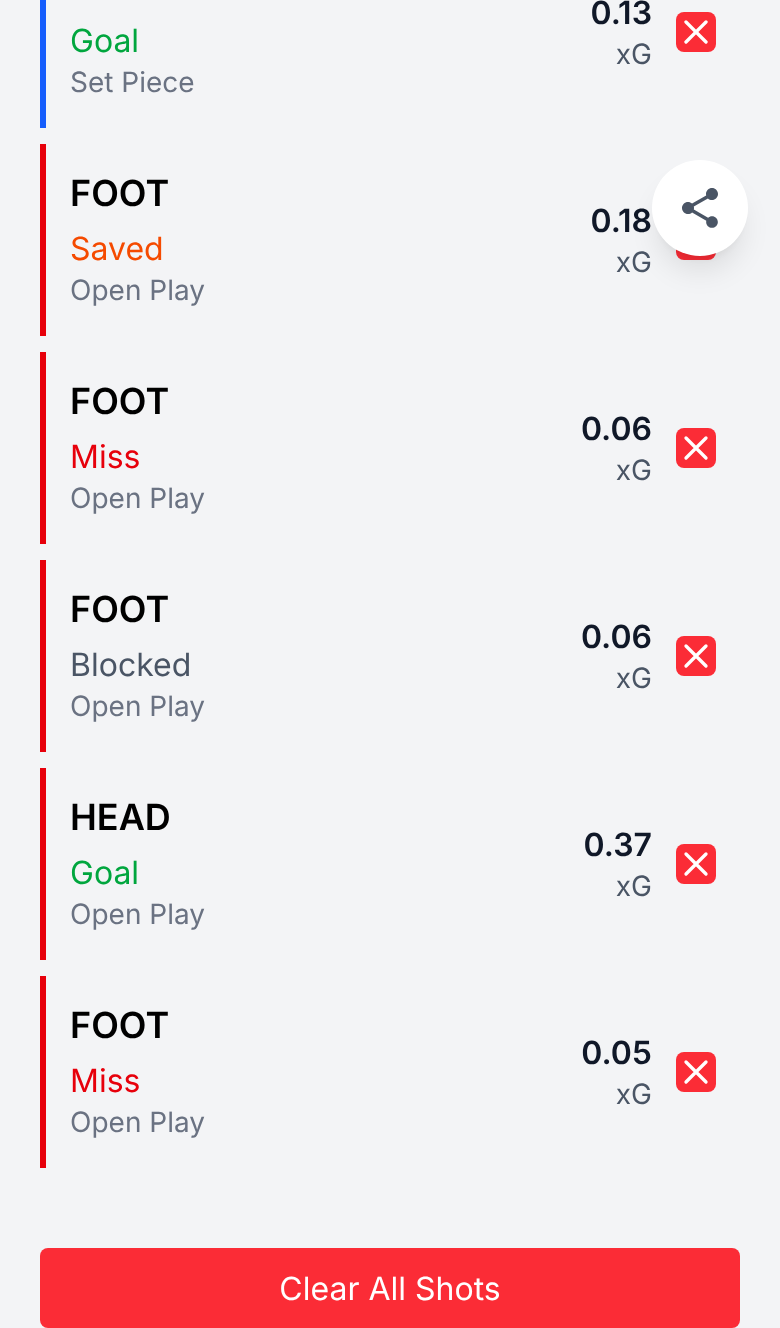 0.13
Goal
xG
Set Piece
FOOT
Saved
Open Play
0.18
xG
FOOT
Miss
Open Play
0.06
xG
FOOT
Blocked
Open Play
0.06
xG
HEAD
Goal
Open Play
0.37
xG
FOOT
Miss
Open Play
0.05
xG
Clear All Shots